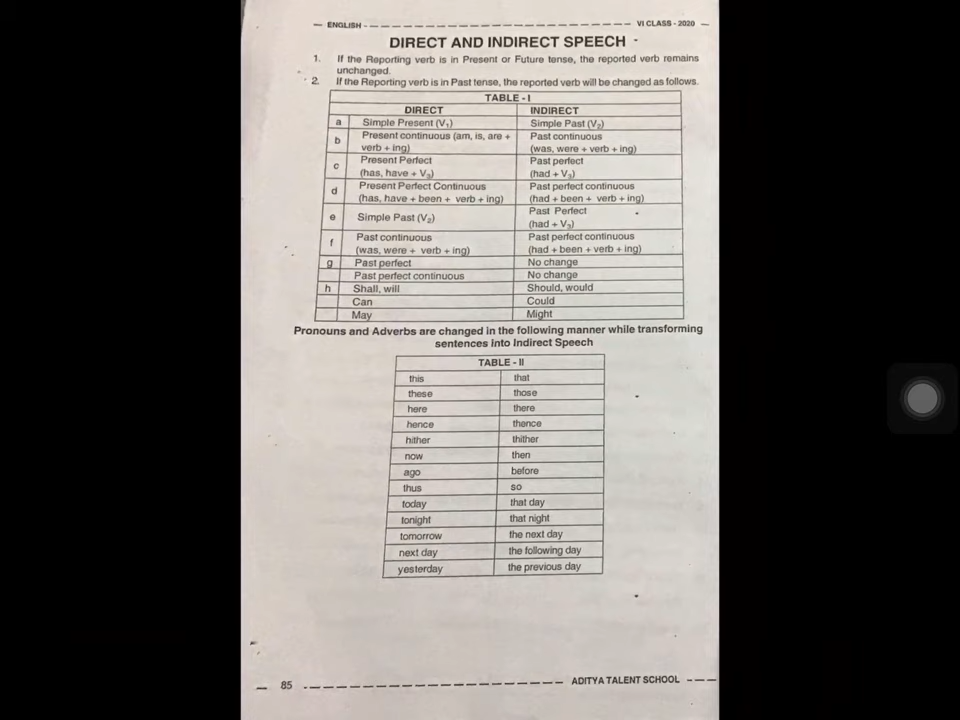 ENGLISH VI CLASS - 2020
DIRECT AND INDIRECT SPEECH
1. If the Reporting verb is in Present or Future tense, the reported verb remains
unchanged.
2. If the Reporting verb is in Past tense, the reported verb will be changed as follows.
TABLE - I
DIRECT INDIRECT
a Simple Present (V₁) Simple Past (V₂)
b Present continuous (am, is, are + Past continuous
verb + ing) (was, were + verb + ing)
c Present Perfect Past perfect
(has, have + V₃) (had + V₃)
d Present Perfect Continuous Past perfect continuous
(has, have + been + verb + ing) (had + been + verb + ing)
e Simple Past (V₂) Past Perfect
(had + V₃)
f Past continuous Past perfect continuous
(was, were + verb + ing) (had + been + verb + ing)
g Past perfect No change
Past perfect continuous No change
h Shall, will Should, would
Can Could
May Might
Pronouns and Adverbs are changed in the following manner while transforming
sentences into Indirect Speech
TABLE - II
this that
these those
here there
hence thence
hither thither
now then
ago before
thus so
today that day
tonight that night
tomorrow the next day
next day the following day
yesterday the previous day
85 ADITYA TALENT SCHOOL